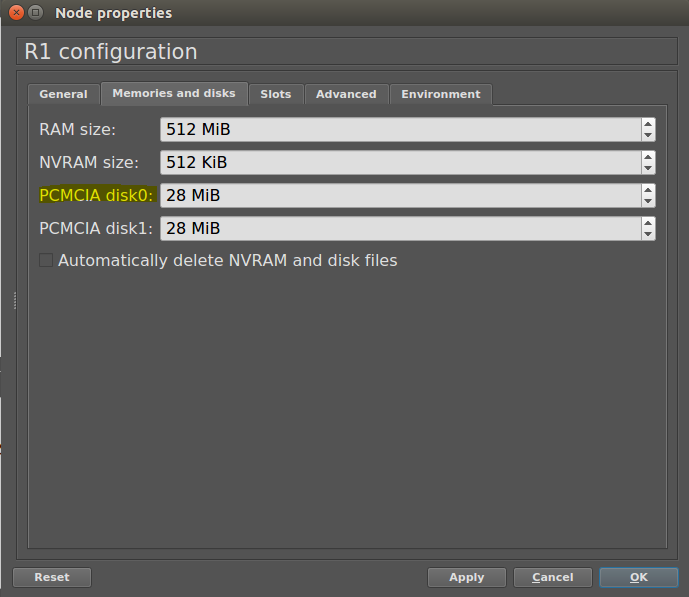 Node properties
R1 configuration
General Memories and disks Slots Advanced Environment
RAM size: 512 MiB
NVRAM size: 512 KiB
PCMCIA disk0: 28 MiB
PCMCIA disk1: 28 MiB
Automatically delete NVRAM and disk files
Reset Apply Cancel OK